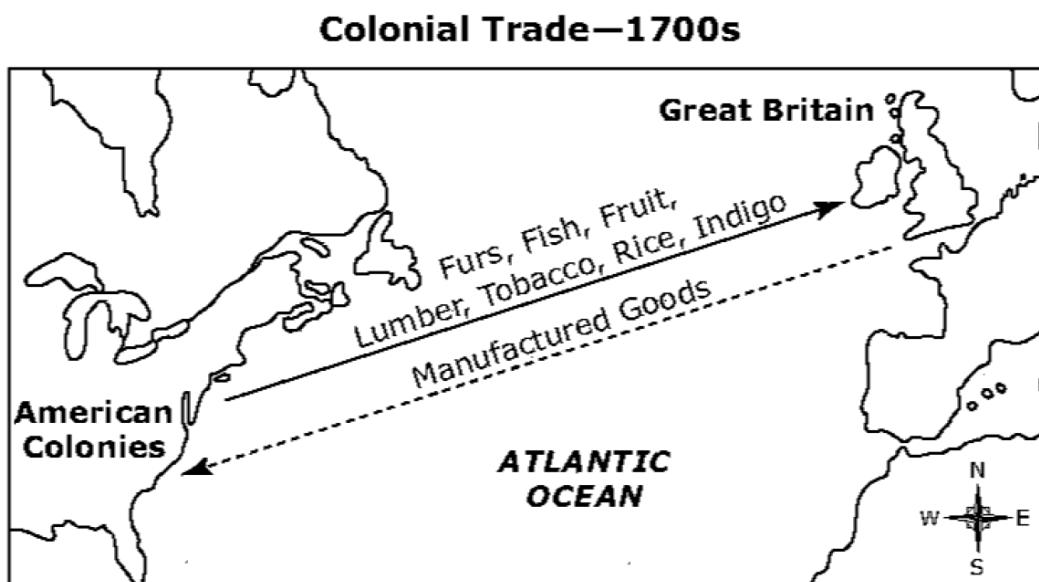 Colonial Trade—1700s
Great Britain
Furs, Fish, Fruit,
Lumber, Tobacco, Rice, Indigo
Manufactured Goods
American
Colonies
ATLANTIC
OCEAN
N
W E
S